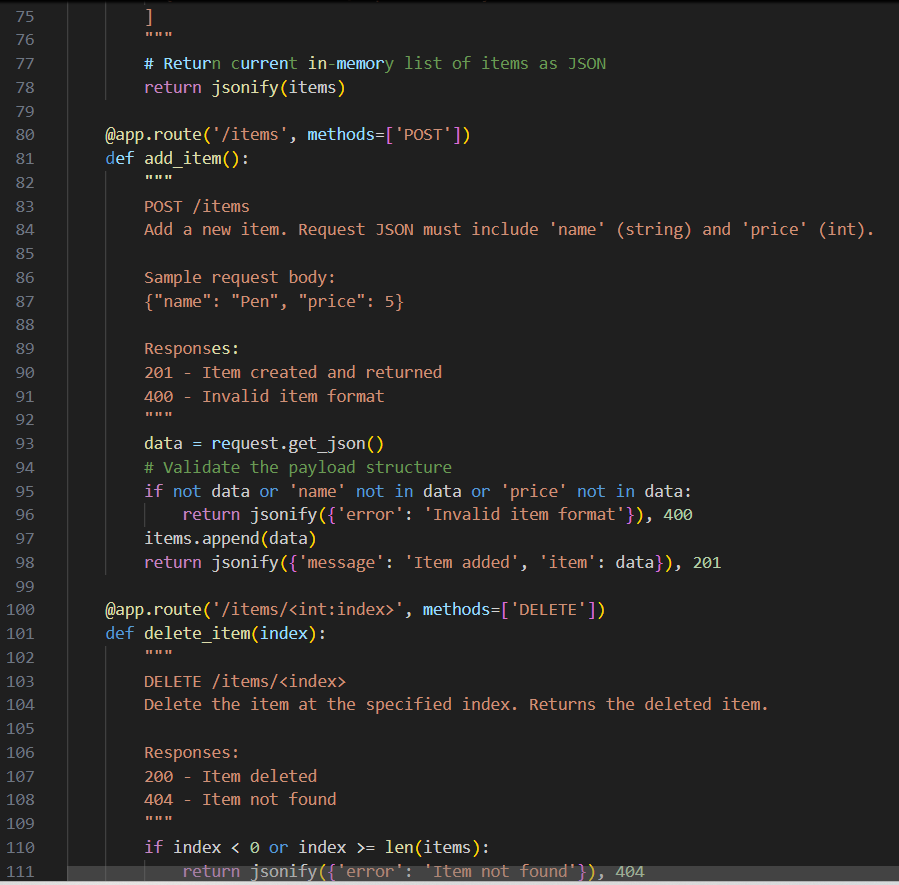 75 ]
76 """
77 # Return current in-memory list of items as JSON
78 return jsonify(items)
79
80 @app.route('/items', methods=['POST'])
81 def add_item():
82 """
83 POST /items
84 Add a new item. Request JSON must include 'name' (string) and 'price' (int).
85
86 Sample request body:
87 {"name": "Pen", "price": 5}
88
89 Responses:
90 201 - Item created and returned
91 400 - Invalid item format
92 """
93 data = request.get_json()
94 # Validate the payload structure
95 if not data or 'name' not in data or 'price' not in data:
96 return jsonify({'error': 'Invalid item format'}), 400
97 items.append(data)
98 return jsonify({'message': 'Item added', 'item': data}), 201
99
100 @app.route('/items/<int:index>', methods=['DELETE'])
101 def delete_item(index):
102 """
103 DELETE /items/<index>
104 Delete the item at the specified index. Returns the deleted item.
105
106 Responses:
107 200 - Item deleted
108 404 - Item not found
109 """
110 if index < 0 or index >= len(items):
111 return jsonify({'error': 'Item not found'}), 404